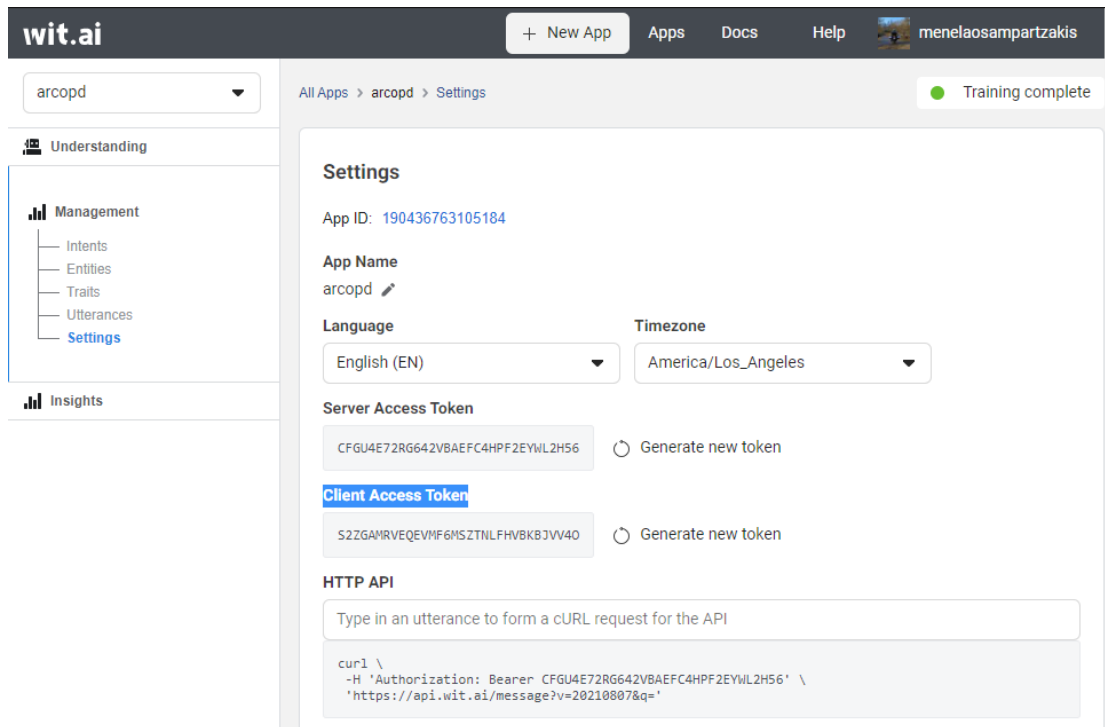 wit.ai
+ New App
Apps
Docs
Help
menelaosampartzakis
arcopd
All Apps > arcopd > Settings
Training complete
Understanding
Management
Intents
Entities
Traits
Utterances
Settings
Insights
Settings
App ID: 190436763105184
App Name
arcopd
Language
Timezone
English (EN)
America/Los_Angeles
Server Access Token
CFGU4E72RG642VBAEFC4HPF2EYWL2H56
Generate new token
Client Access Token
S2ZGAMRVEQEVMF6MSZTNLFHVBKBJVV4O
Generate new token
HTTP API
Type in an utterance to form a cURL request for the API
curl \
-H 'Authorization: Bearer CFGU4E72RG642VBAEFC4HPF2EYWL2H56' \
'https://api.wit.ai/message?v=20210807&q='